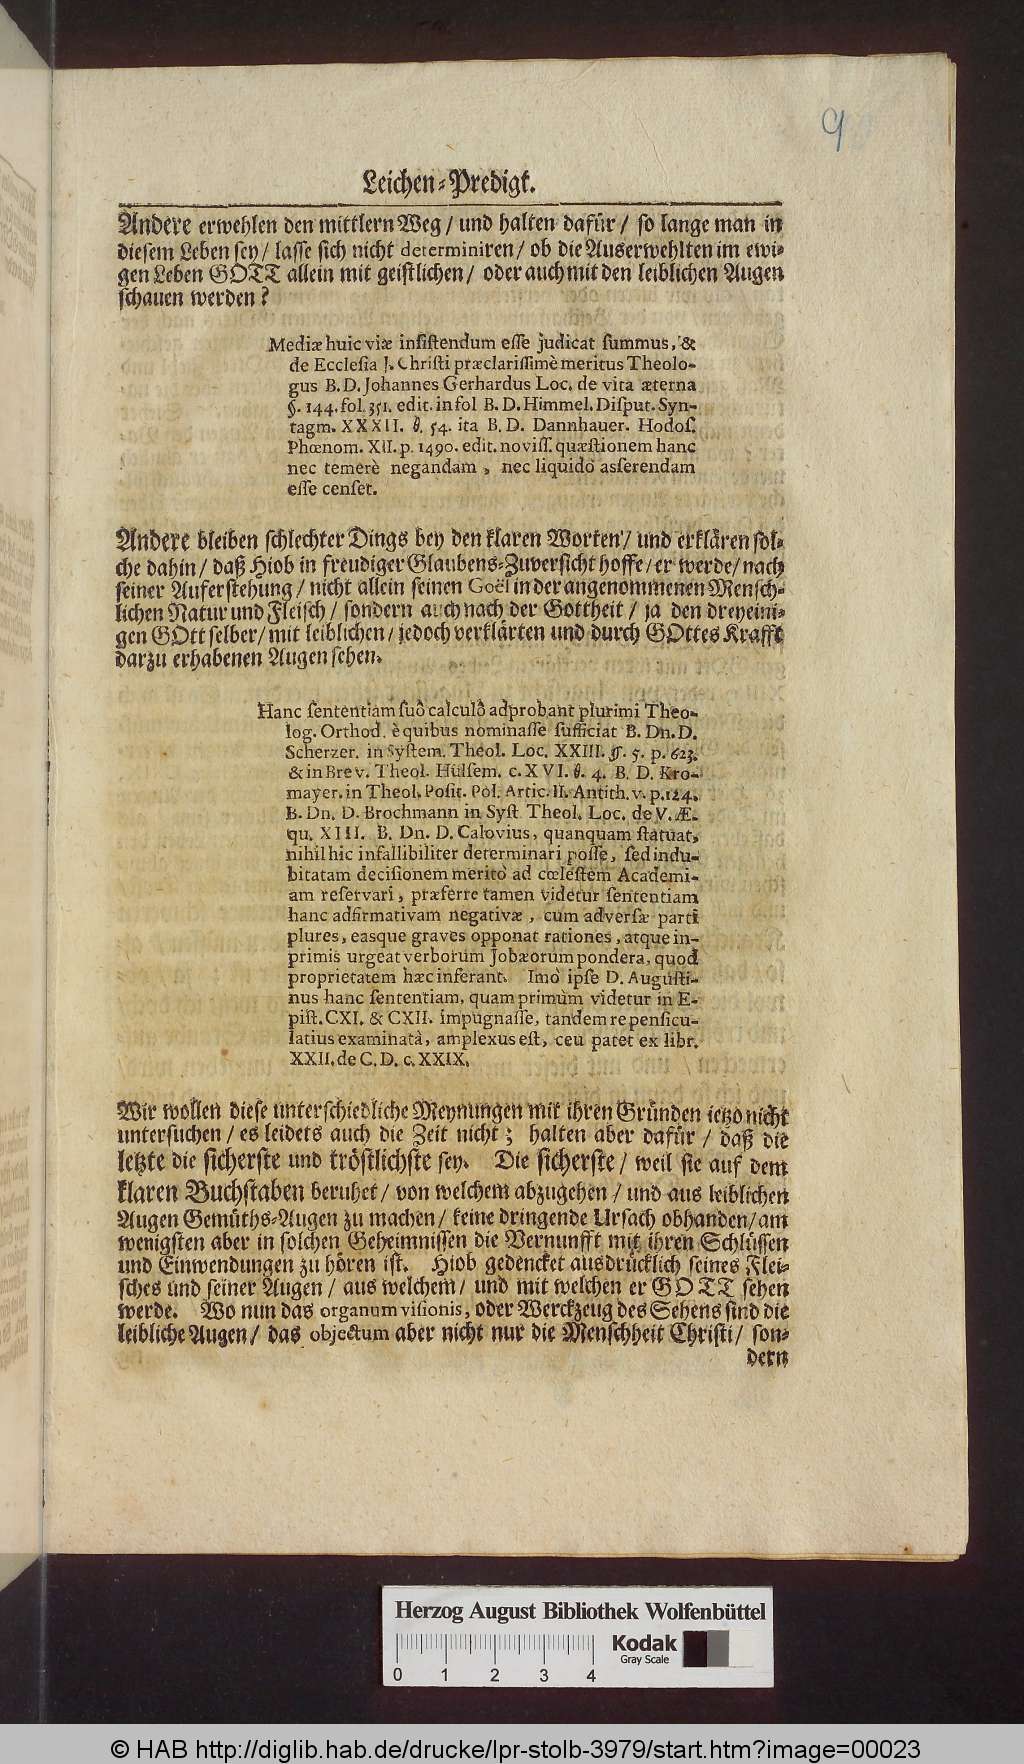 9
Leichen-Predigt.
Andere erwehlen den mittlern Weg / und halten dafür / so lange man in
diesem Leben sey / lasse sich nicht determiniren / ob die Auserwehlten im ewi-
gen Leben GOTT allein mit geistlichen / oder auch mit den leiblichen Augen
schauen werden?
Mediæ huic viæ insistendum esse judicat summus, &
de Ecclesia J. Christi præclarissimè meritus Theolo-
gus B. D. Johannes Gerhardus Loc. de vita æterna
§. 144. fol. 351. edit. in fol B. D. Himmel. Disput. Syn-
tagm. XXXII. θ. 54. ita B. D. Dannhauer. Hodos.
Phœnom. XII. p. 1490. edit. noviss. quæstionem hanc
nec temerè negandam, nec liquidò asserendam
esse censet.
Andere bleiben schlechter Dings bey den klaren Worten / und erklären sol-
che dahin / daß Hiob in freudiger Glaubens-Zuversicht hoffe / er werde / nach
seiner Auferstehung / nicht allein seinen Goël in der angenommenen Mensch-
lichen Natur und Fleisch / sondern auch nach der Gottheit / ja den dreyeini-
gen GOtt selber / mit leiblichen / jedoch verklärten und durch GOttes Krafft
darzu erhabenen Augen sehen.
Hanc sententiam suô calculô adprobant plurimi Theo-
log. Orthod. è quibus nominasse sufficiat B. Dn. D.
Scherzer. in System. Theol. Loc. XXIII. §. 5. p. 623.
& in Brev. Theol. Hülsem. c. XVI. θ. 4. B. D. Kro-
mayer. in Theol. Posit. Pol. Artic. II. Antith. v. p. 124.
B. Dn. D. Brochmann in Syst. Theol. Loc. de V. Æ.
qu. XIII. B. Dn. D. Calovius, quanquam statuat,
nihil hic infallibiliter determinari posse, sed indu-
bitatam decisionem meritò ad cœlestem Academi-
am reservari, præferre tamen videtur sententiam
hanc adfirmativam negativæ, cum adversæ parti
plures, easque graves opponat rationes, atque in-
primis urgeat verborum Jobæorum pondera, quod
proprietatem hæc inferant. Imò ipse D. Augusti-
nus hanc sententiam, quam primùm videtur in E-
pist. CXI. & CXII. impugnasse, tandem re pensicu-
latius examinatâ, amplexus est, ceu patet ex libr.
XXII. de C. D. c. XXIX.
Wir wollen diese unterschiedliche Meynungen mit ihren Gründen ietzo nicht
untersuchen / es leidets auch die Zeit nicht; halten aber dafür / daß die
letzte die sicherste und tröstlichste sey. Die sicherste / weil sie auf dem
klaren Buchstaben beruhet / von welchem abzugehen / und aus leiblichen
Augen Gemüths-Augen zu machen / keine dringende Ursach obhanden / am
wenigsten aber in solchen Geheimnissen die Vernunfft mit ihren Schlüssen
und Einwendungen zu hören ist. Hiob gedencket ausdrücklich seines Flei-
sches und seiner Augen / aus welchem / und mit welchen er GOTT sehen
werde. Wo nun das organum visionis, oder Werckzeug des Sehens sind die
leibliche Augen / das objectum aber nicht nur die Menschheit Christi / son-
dern
Herzog August Bibliothek Wolfenbüttel
Kodak
Gray Scale
0 1 2 3 4
© HAB http://diglib.hab.de/drucke/lpr-stolb-3979/start.htm?image=00023